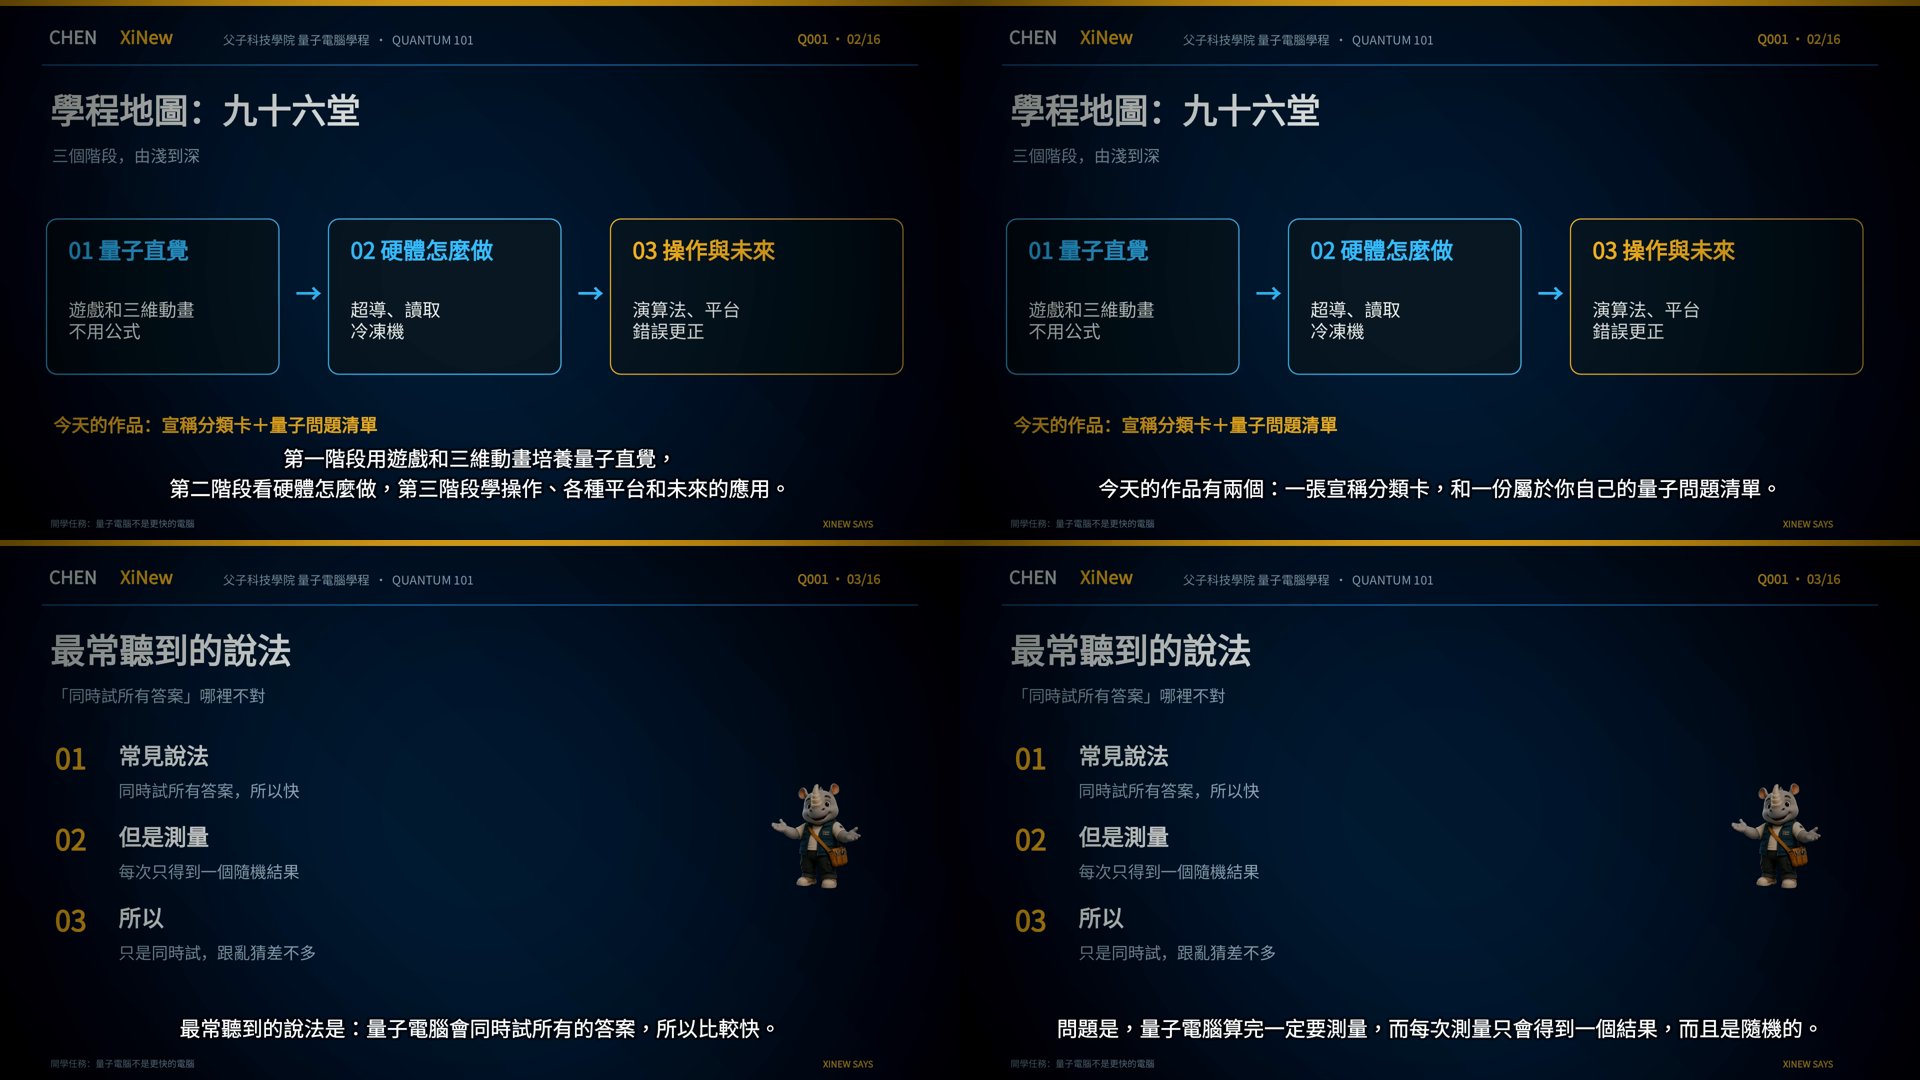 CHEN XiNew 父子科技學院 量子電腦學程 · QUANTUM 101 Q001 · 02/16
學程地圖：九十六堂
三個階段，由淺到深
01 量子直覺
遊戲和三維動畫
不用公式
→
02 硬體怎麼做
超導、讀取
冷凍機
→
03 操作與未來
演算法、平台
錯誤更正
今天的作品：宣稱分類卡＋量子問題清單
第一階段用遊戲和三維動畫培養量子直覺，
第二階段看硬體怎麼做，第三階段學操作、各種平台和未來的應用。
開學任務：量子電腦不是更快的電腦 XINEW SAYS
CHEN XiNew 父子科技學院 量子電腦學程 · QUANTUM 101 Q001 · 02/16
學程地圖：九十六堂
三個階段，由淺到深
01 量子直覺
遊戲和三維動畫
不用公式
→
02 硬體怎麼做
超導、讀取
冷凍機
→
03 操作與未來
演算法、平台
錯誤更正
今天的作品：宣稱分類卡＋量子問題清單
今天的作品有兩個：一張宣稱分類卡，和一份屬於你自己的量子問題清單。
開學任務：量子電腦不是更快的電腦 XINEW SAYS
CHEN XiNew 父子科技學院 量子電腦學程 · QUANTUM 101 Q001 · 03/16
最常聽到的說法
「同時試所有答案」哪裡不對
01 常見說法
同時試所有答案，所以快
02 但是測量
每次只得到一個隨機結果
03 所以
只是同時試，跟亂猜差不多
最常聽到的說法是：量子電腦會同時試所有的答案，所以比較快。
開學任務：量子電腦不是更快的電腦 XINEW SAYS
CHEN XiNew 父子科技學院 量子電腦學程 · QUANTUM 101 Q001 · 03/16
最常聽到的說法
「同時試所有答案」哪裡不對
01 常見說法
同時試所有答案，所以快
02 但是測量
每次只得到一個隨機結果
03 所以
只是同時試，跟亂猜差不多
問題是，量子電腦算完一定要測量，而每次測量只會得到一個結果，而且是隨機的。
開學任務：量子電腦不是更快的電腦 XINEW SAYS